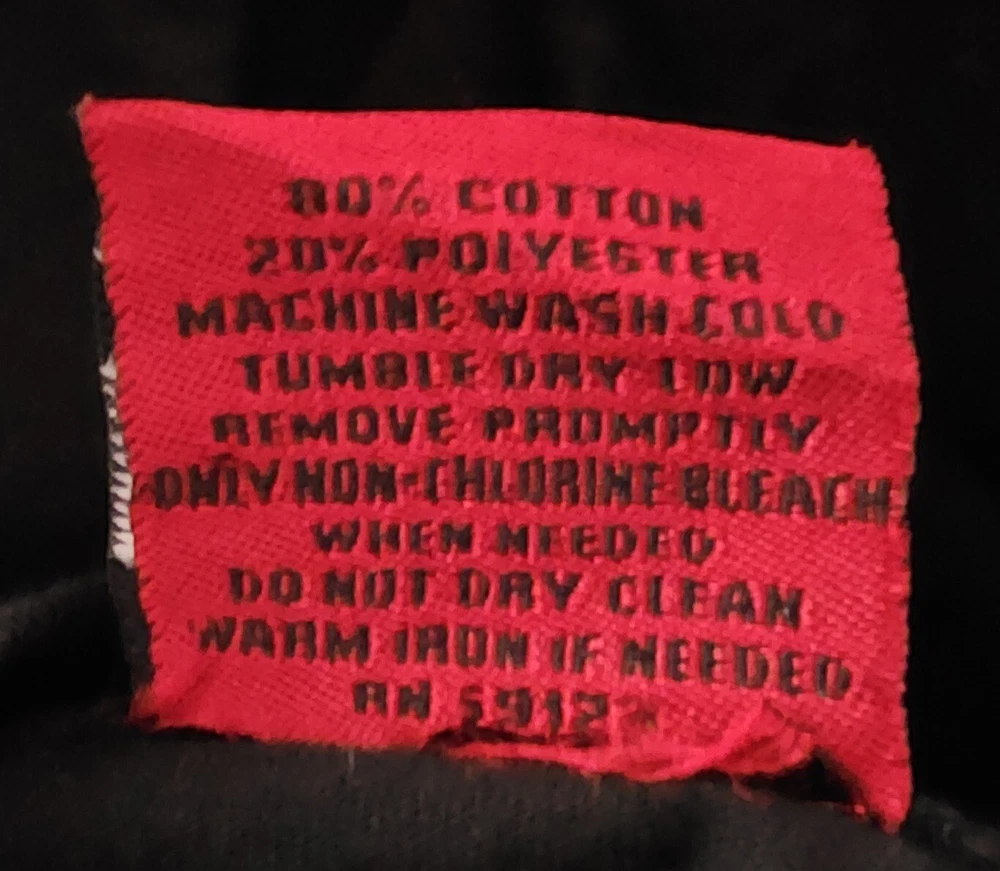 80% COTTON
20% POLYESTER
MACHINE WASH COLD
TUMBLE DRY LOW
REMOVE PROMPTLY
ONLY NON-CHLORINE BLEACH
WHEN NEEDED
DO NOT DRY CLEAN
WARM IRON IF NEEDED
RN